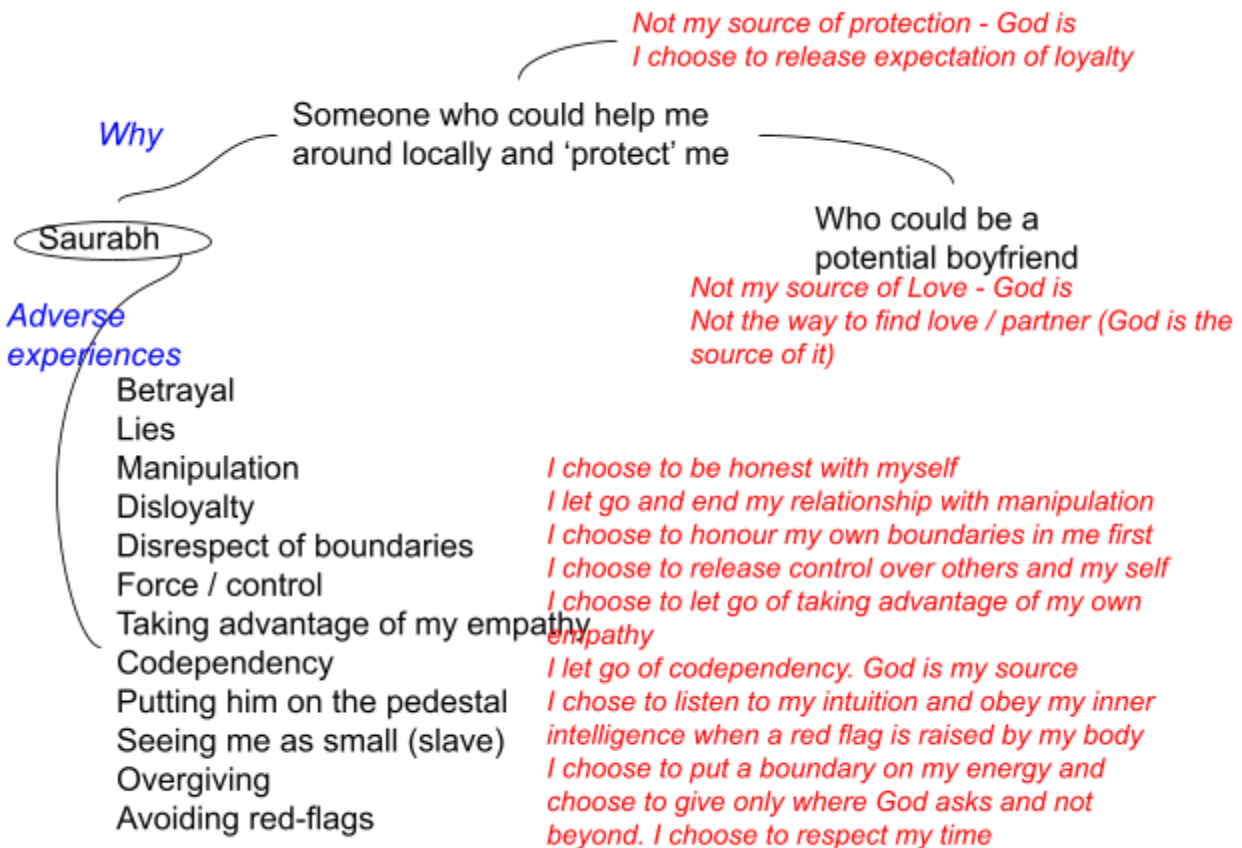 Not my source of protection - God is
I choose to release expectation of loyalty
Why
Someone who could help me
around locally and ‘protect’ me
Saurabh
Who could be a
potential boyfriend
Not my source of Love - God is
Not the way to find love / partner (God is the
source of it)
Adverse
experiences
Betrayal
Lies
Manipulation
Disloyalty
Disrespect of boundaries
Force / control
Taking advantage of my empathy
Codependency
Putting him on the pedestal
Seeing me as small (slave)
Overgiving
Avoiding red-flags
I choose to be honest with myself
I let go and end my relationship with manipulation
I choose to honour my own boundaries in me first
I choose to release control over others and my self
I choose to let go of taking advantage of my own
empathy
I let go of codependency. God is my source
I chose to listen to my intuition and obey my inner
intelligence when a red flag is raised by my body
I choose to put a boundary on my energy and
choose to give only where God asks and not
beyond. I choose to respect my time